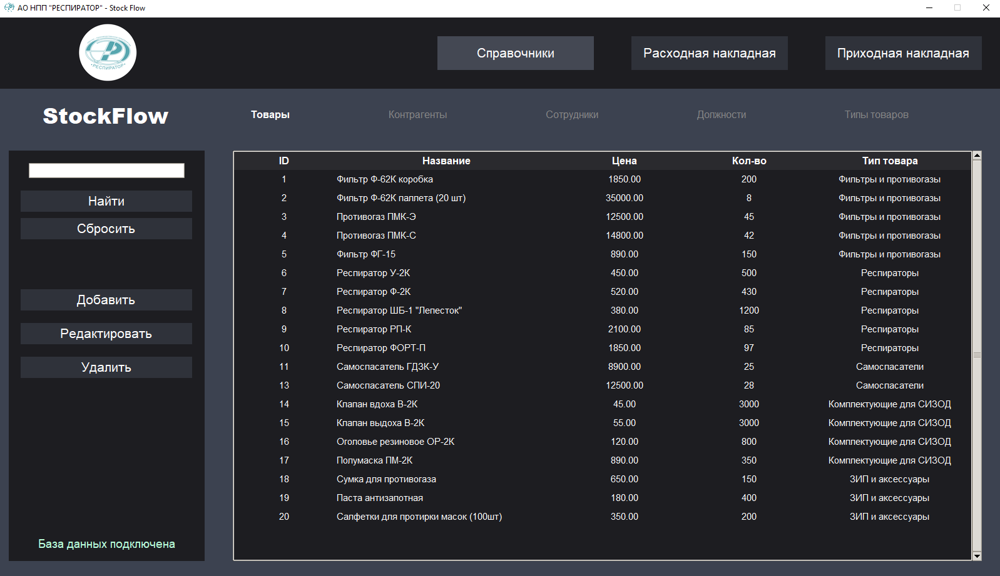 АО НПП "РЕСПИРАТОР" - Stock Flow
•РЕСПИРАТОР•
Справочники
Расходная накладная
Приходная накладная
StockFlow
Товары
Контрагенты
Сотрудники
Должности
Типы товаров
Найти
Сбросить
Добавить
Редактировать
Удалить
База данных подключена
ID Название Цена Кол-во Тип товара
1 Фильтр Ф-62К коробка 1850.00 200 Фильтры и противогазы
2 Фильтр Ф-62К паллета (20 шт) 35000.00 8 Фильтры и противогазы
3 Противогаз ПМК-Э 12500.00 45 Фильтры и противогазы
4 Противогаз ПМК-С 14800.00 42 Фильтры и противогазы
5 Фильтр ФГ-15 890.00 150 Фильтры и противогазы
6 Респиратор У-2К 450.00 500 Респираторы
7 Респиратор Ф-2К 520.00 430 Респираторы
8 Респиратор ШБ-1 "Лепесток" 380.00 1200 Респираторы
9 Респиратор РП-К 2100.00 85 Респираторы
10 Респиратор ФОРТ-П 1850.00 97 Респираторы
11 Самоспасатель ГДЗК-У 8900.00 25 Самоспасатели
13 Самоспасатель СПИ-20 12500.00 28 Самоспасатели
14 Клапан вдоха В-2К 45.00 3000 Комплектующие для СИЗОД
15 Клапан выдоха В-2К 55.00 3000 Комплектующие для СИЗОД
16 Оголовье резиновое ОР-2К 120.00 800 Комплектующие для СИЗОД
17 Полумаска ПМ-2К 890.00 350 Комплектующие для СИЗОД
18 Сумка для противогаза 650.00 150 ЗИП и аксессуары
19 Паста антизапотная 180.00 400 ЗИП и аксессуары
20 Салфетки для протирки масок (100шт) 350.00 200 ЗИП и аксессуары